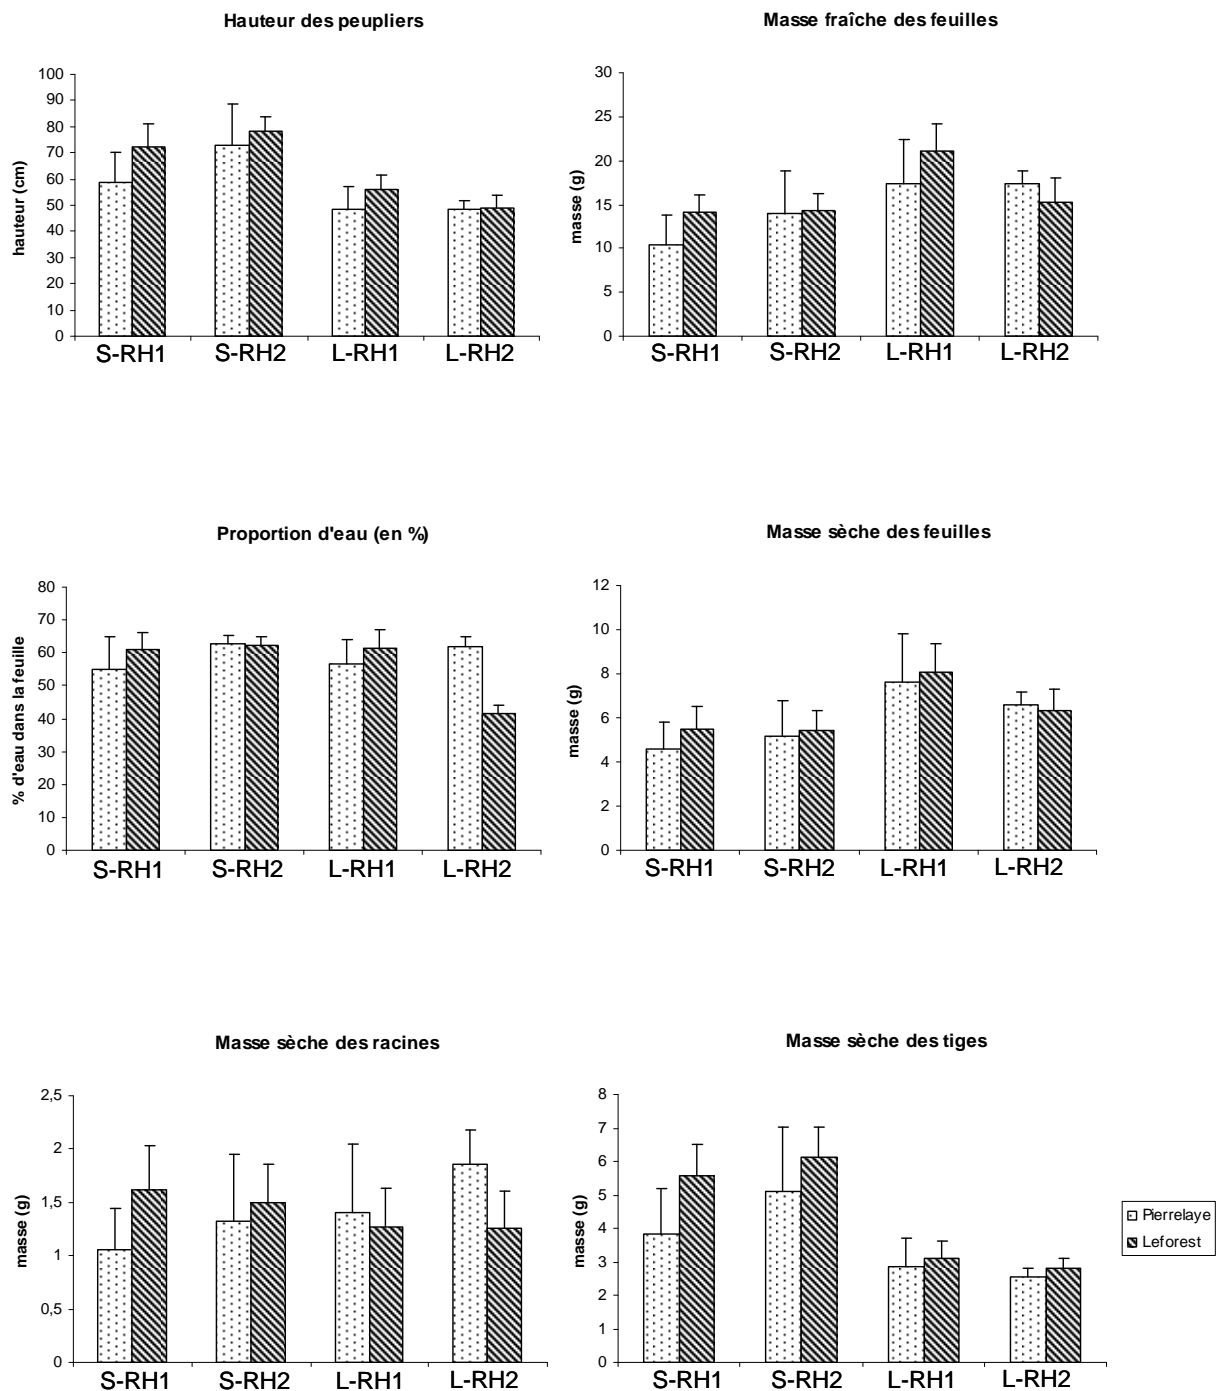 Hauteur des peupliers
hauteur (cm)
100
90
80
70
60
50
40
30
20
10
0
S-RH1 S-RH2 L-RH1 L-RH2
Masse fraîche des feuilles
masse (g)
30
25
20
15
10
5
0
S-RH1 S-RH2 L-RH1 L-RH2
Proportion d'eau (en %)
% d'eau dans la feuille
80
70
60
50
40
30
20
10
0
S-RH1 S-RH2 L-RH1 L-RH2
Masse sèche des feuilles
masse (g)
12
10
8
6
4
2
0
S-RH1 S-RH2 L-RH1 L-RH2
Masse sèche des racines
masse (g)
2,5
2
1,5
1
0,5
0
S-RH1 S-RH2 L-RH1 L-RH2
Masse sèche des tiges
masse (g)
8
7
6
5
4
3
2
1
0
S-RH1 S-RH2 L-RH1 L-RH2
Pierrelaye
Leforest